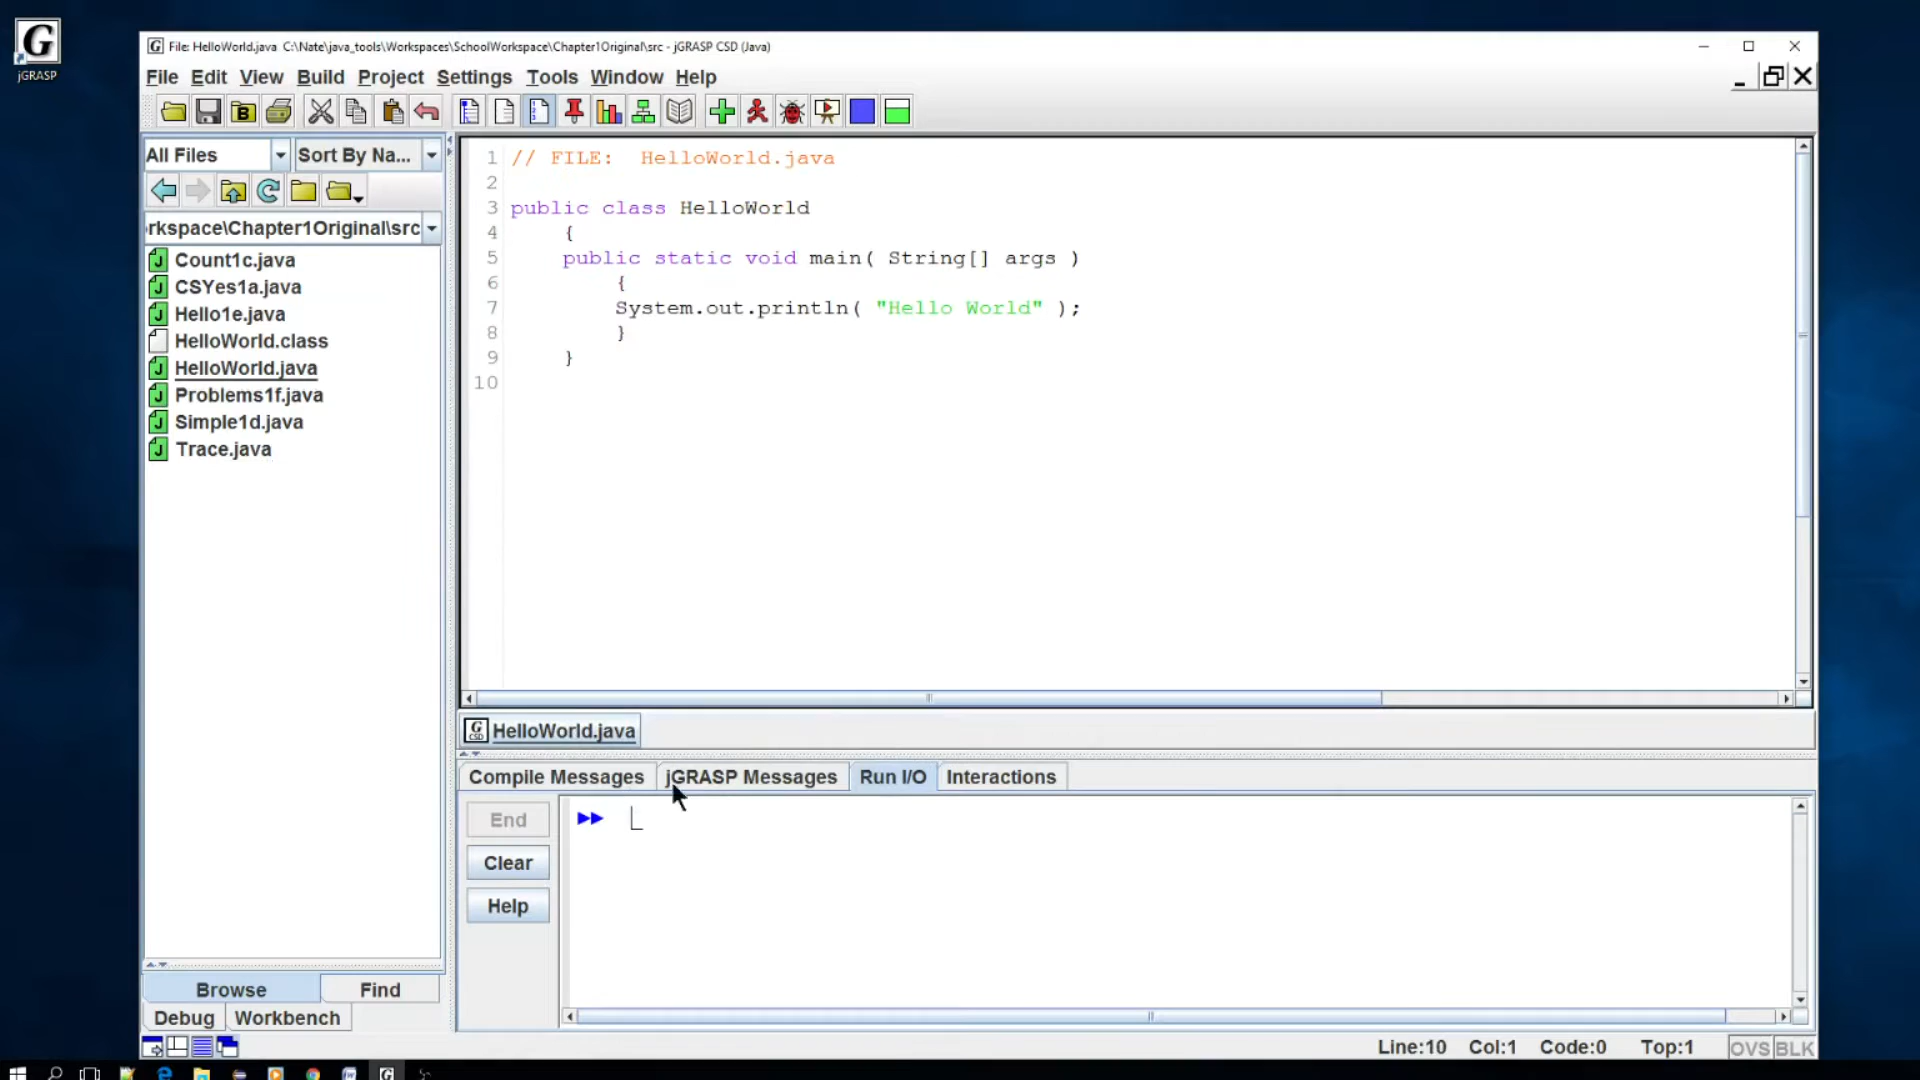 jGRASP
File: HelloWorld.java  C:\Nate\java_tools\Workspaces\SchoolWorkspace\Chapter1Original\src - jGRASP CSD (Java)
File Edit View Build Project Settings Tools Window Help
All Files Sort By Na...
rkspace\Chapter1Original\src
Count1c.java
CSYes1a.java
Hello1e.java
HelloWorld.class
HelloWorld.java
Problems1f.java
Simple1d.java
Trace.java
Browse Find
Debug Workbench
1 // FILE:  HelloWorld.java
2
3 public class HelloWorld
4 {
5 public static void main( String[] args )
6 {
7 System.out.println( "Hello World" );
8 }
9 }
10
HelloWorld.java
Compile Messages jGRASP Messages Run I/O Interactions
End
Clear
Help
Line:10 Col:1 Code:0 Top:1 OVS BLK